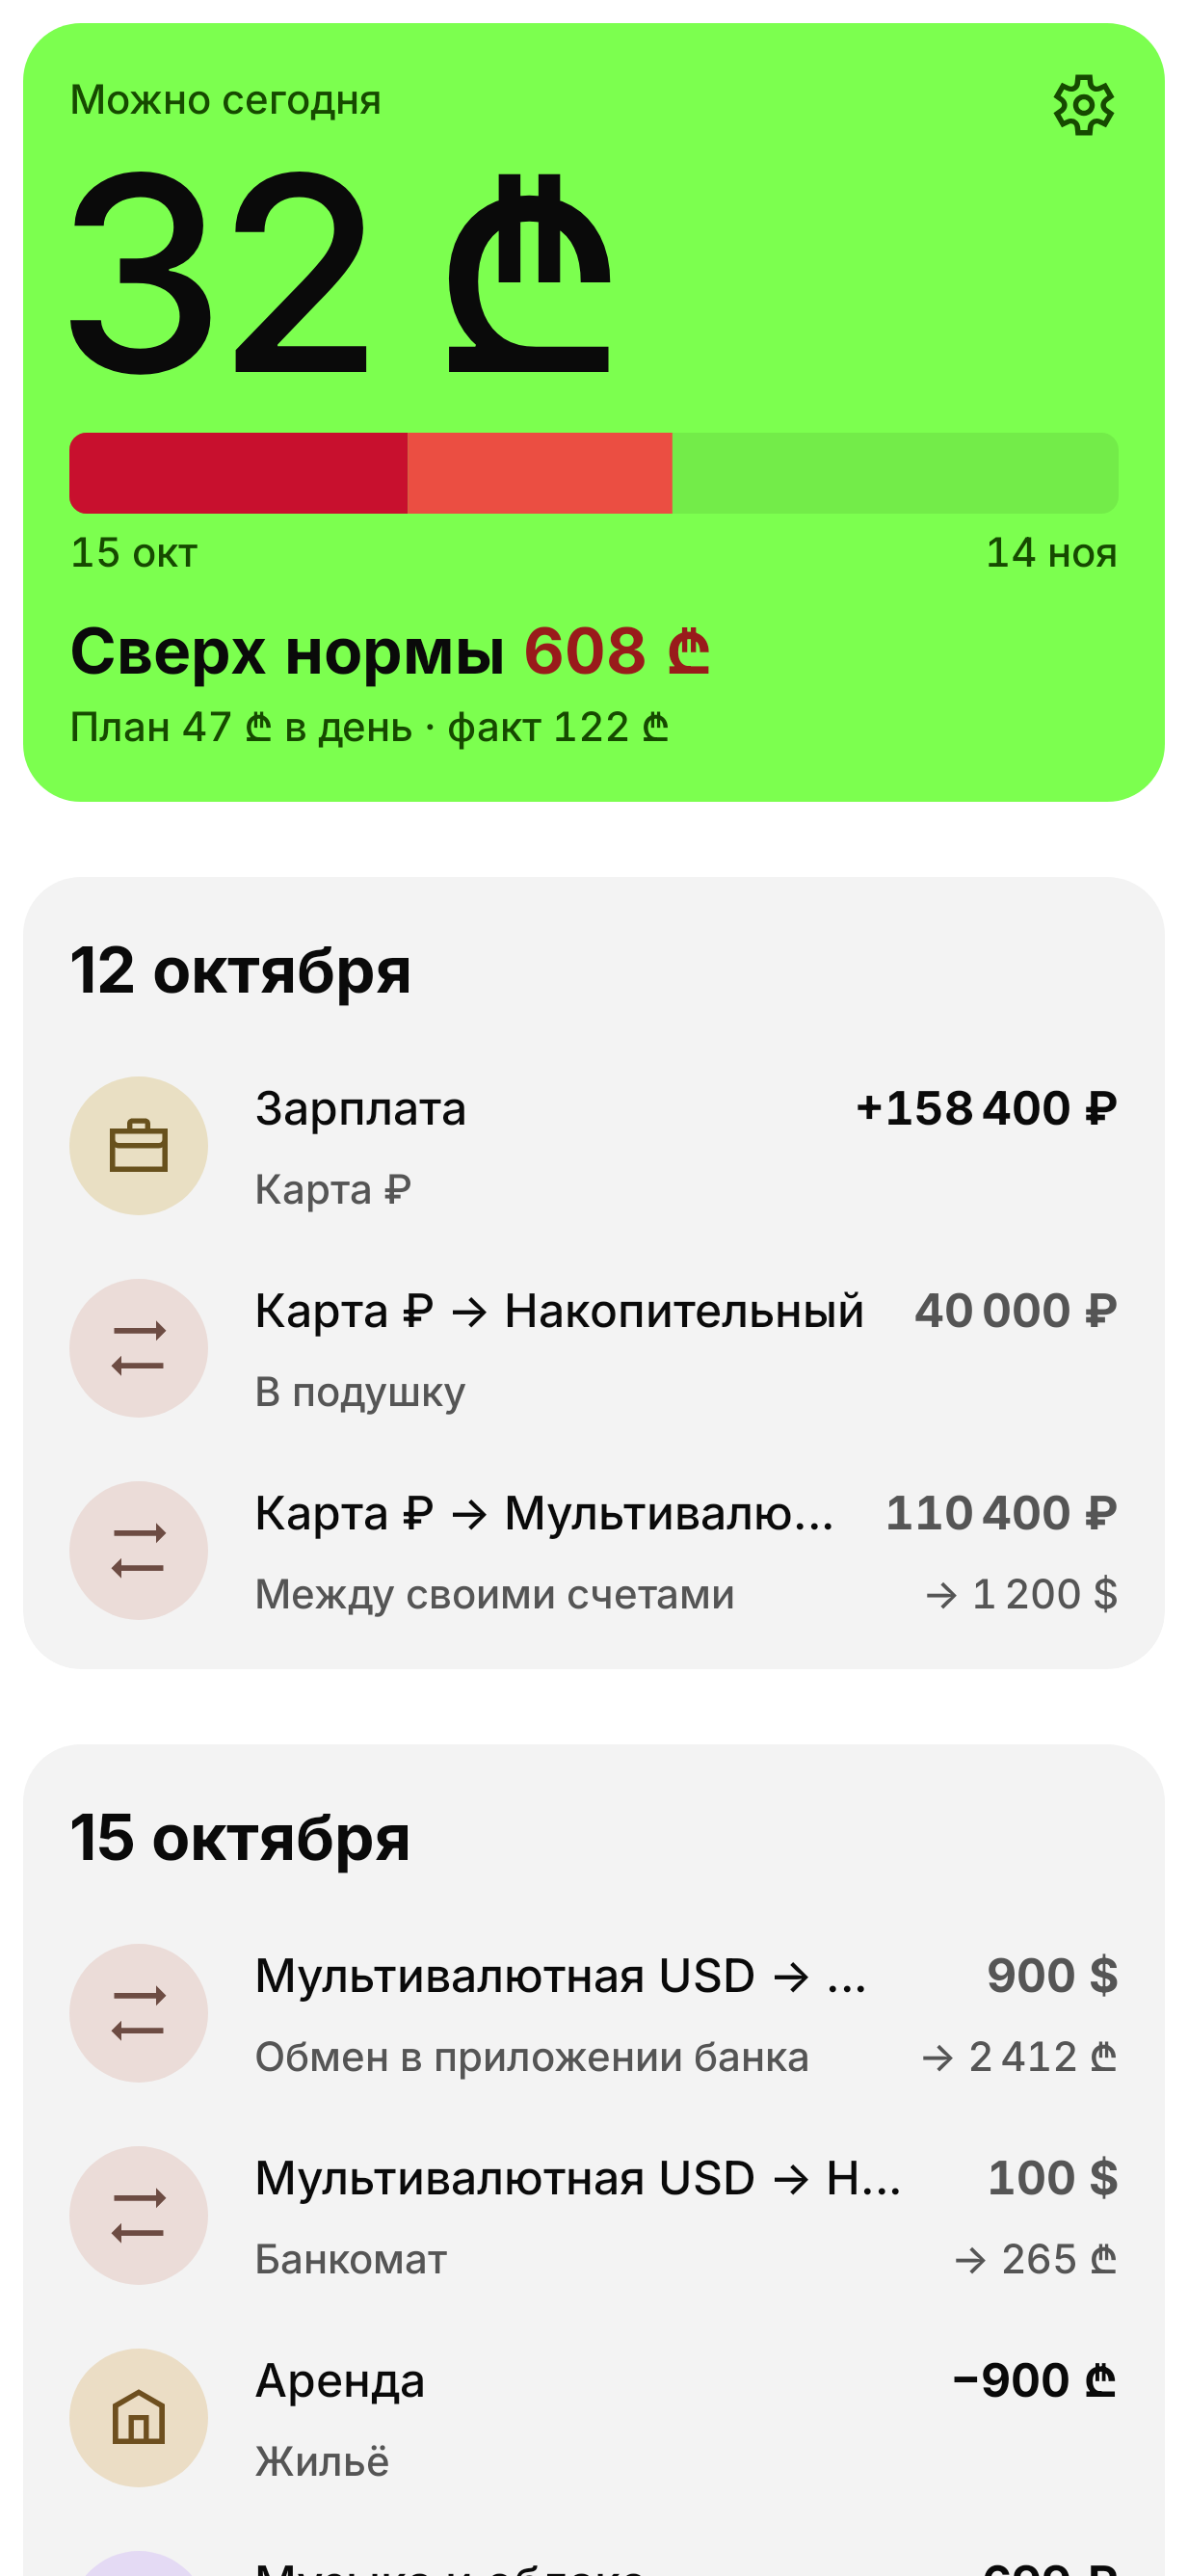 Можно сегодня
32 ₾
15 окт 14 ноя
Сверх нормы 608 ₾
План 47 ₾ в день · факт 122 ₾
12 октября
Зарплата +158 400 ₽
Карта ₽
Карта ₽ → Накопительный 40 000 ₽
В подушку
Карта ₽ → Мультивалю... 110 400 ₽
Между своими счетами → 1 200 $
15 октября
Мультивалютная USD → ... 900 $
Обмен в приложении банка → 2 412 ₾
Мультивалютная USD → Н... 100 $
Банкомат → 265 ₾
Аренда −900 ₾
Жильё